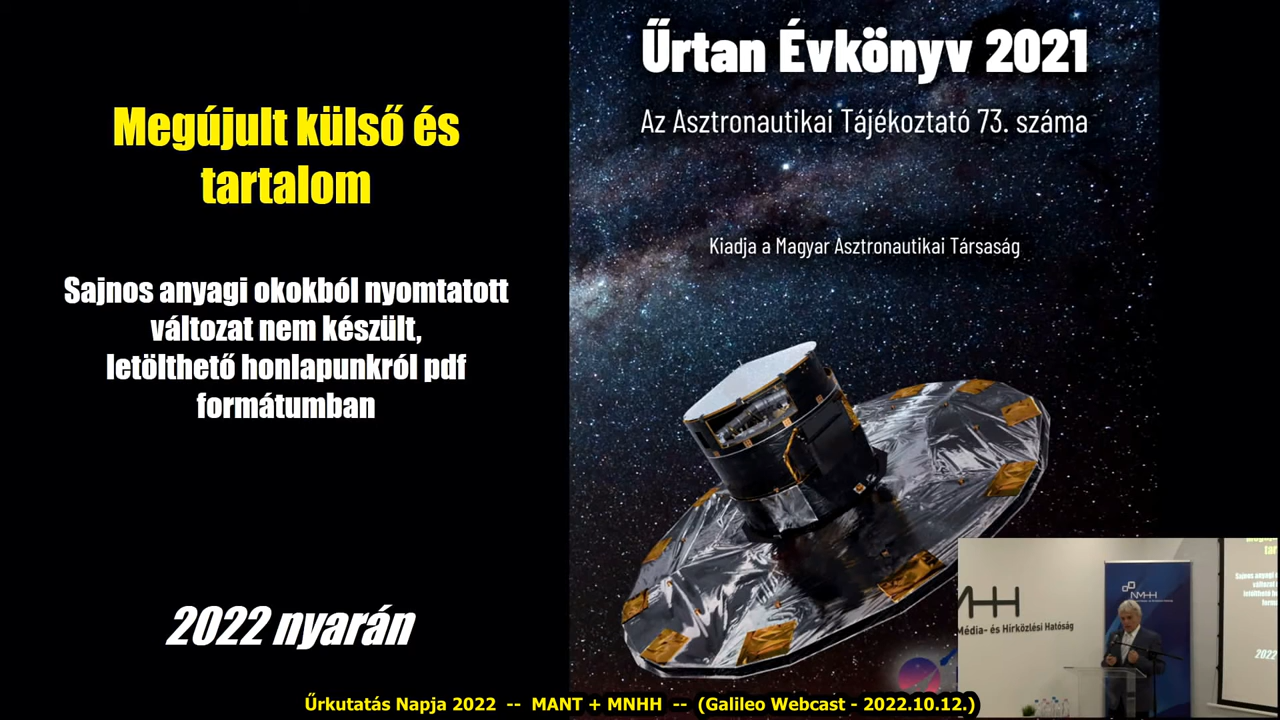 Megújult külső és
tartalom
Sajnos anyagi okokból nyomtatott
változat nem készült,
letölthető honlapunkról pdf
formátumban
2022 nyarán
Űrtan Évkönyv 2021
Az Asztronautikai Tájékoztató 73. száma
Kiadja a Magyar Asztronautikai Társaság
NMHH
Média- és Hírközlési Hatóság
Űrkutatás Napja 2022 -- MANT + MNHH -- (Galileo Webcast - 2022.10.12.)